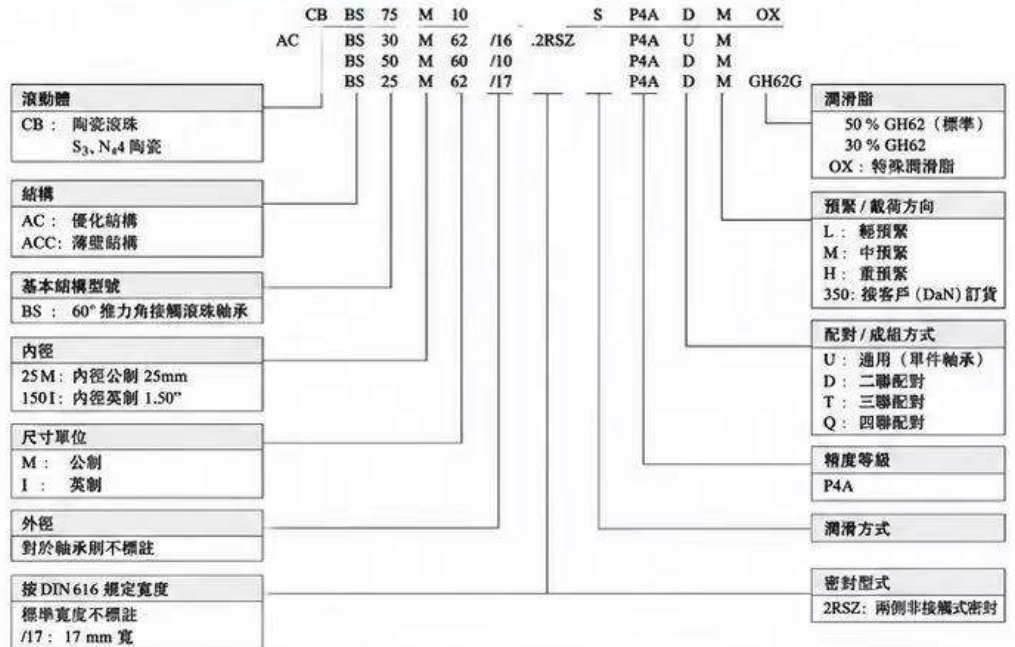 CB BS 75 M 10 S P4A D M OX
AC BS 30 M 62 /16 .2RSZ P4A U M
BS 50 M 60 /10 P4A D M
BS 25 M 62 /17 P4A D M GH62G
滾動體
CB : 陶瓷滾珠
S3、N44 陶瓷
結構
AC : 優化結構
ACC: 薄壁結構
基本結構型號
BS : 60° 推力角接觸滾珠軸承
內徑
25M: 內徑公制 25mm
150I: 內徑英制 1.50”
尺寸單位
M : 公制
I : 英制
外徑
對於軸承則不標註
按 DIN 616 規定寬度
標準寬度不標註
/17 : 17 mm 寬
潤滑脂
50 % GH62（標準）
30 % GH62
OX : 特殊潤滑脂
預緊 / 載荷方向
L : 輕預緊
M : 中預緊
H : 重預緊
350: 按客戶 (DaN) 訂貨
配對 / 成組方式
U : 通用（單件軸承）
D : 二聯配對
T : 三聯配對
Q : 四聯配對
精度等級
P4A
潤滑方式
密封型式
2RSZ: 兩側非接觸式密封